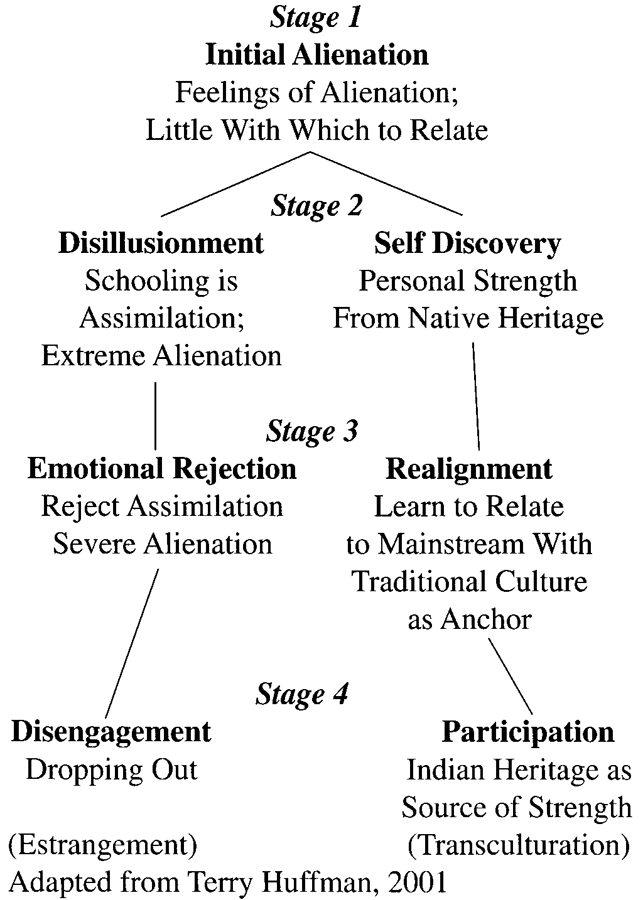 Stage 1
Initial Alienation
Feelings of Alienation;
Little With Which to Relate
Stage 2
Disillusionment
Schooling is
Assimilation;
Extreme Alienation
Self Discovery
Personal Strength
From Native Heritage
Stage 3
Emotional Rejection
Reject Assimilation
Severe Alienation
Realignment
Learn to Relate
to Mainstream With
Traditional Culture
as Anchor
Stage 4
Disengagement
Dropping Out
(Estrangement)
Participation
Indian Heritage as
Source of Strength
(Transculturation)
Adapted from Terry Huffman, 2001